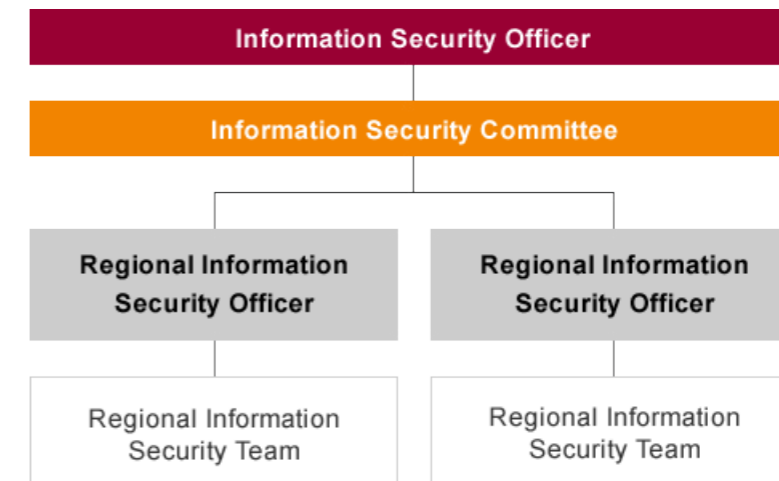 Information Security Officer
Information Security Committee
Regional Information
Security Officer
Regional Information
Security Officer
Regional Information
Security Team
Regional Information
Security Team